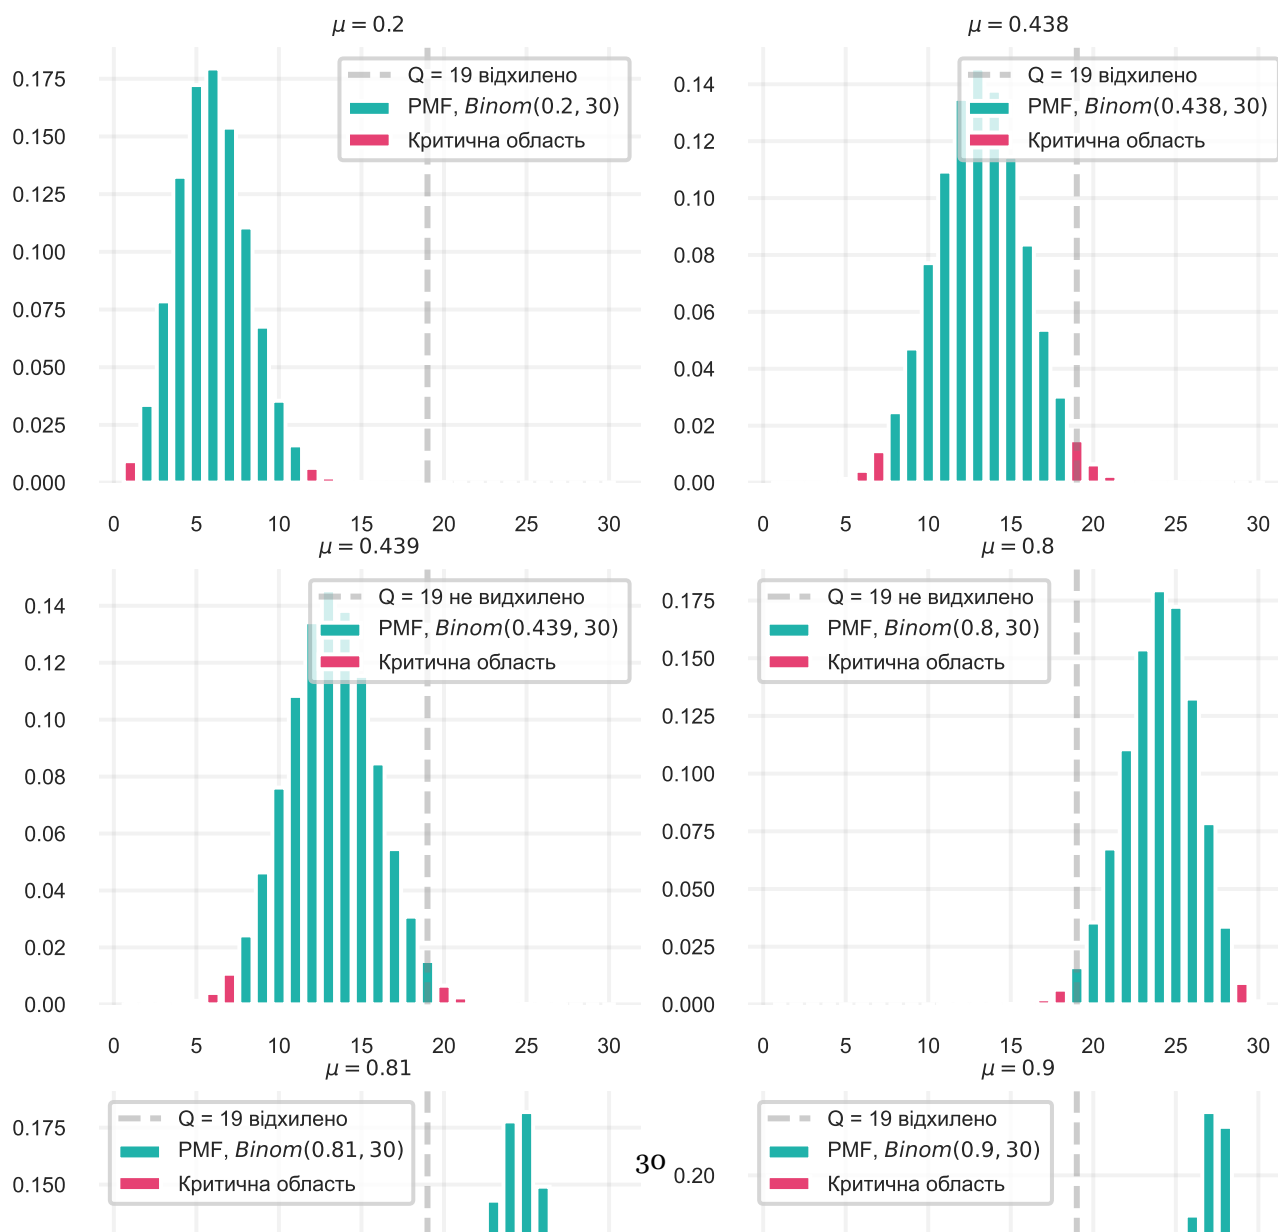 μ = 0.2
Q = 19 відхилено
PMF, Binom(0.2, 30)
Критична область
0.175
0.150
0.125
0.100
0.075
0.050
0.025
0.000
0 5 10 15 20 25 30
μ = 0.438
Q = 19 відхилено
PMF, Binom(0.438, 30)
Критична область
0.14
0.12
0.10
0.08
0.06
0.04
0.02
0.00
0 5 10 15 20 25 30
μ = 0.439
Q = 19 не видхилено
PMF, Binom(0.439, 30)
Критична область
0.14
0.12
0.10
0.08
0.06
0.04
0.02
0.00
0 5 10 15 20 25 30
μ = 0.8
Q = 19 не видхилено
PMF, Binom(0.8, 30)
Критична область
0.175
0.150
0.125
0.100
0.075
0.050
0.025
0.000
0 5 10 15 20 25 30
μ = 0.81
Q = 19 відхилено
PMF, Binom(0.81, 30)
Критична область
0.175
0.150
μ = 0.9
Q = 19 відхилено
PMF, Binom(0.9, 30)
Критична область
0.20
30